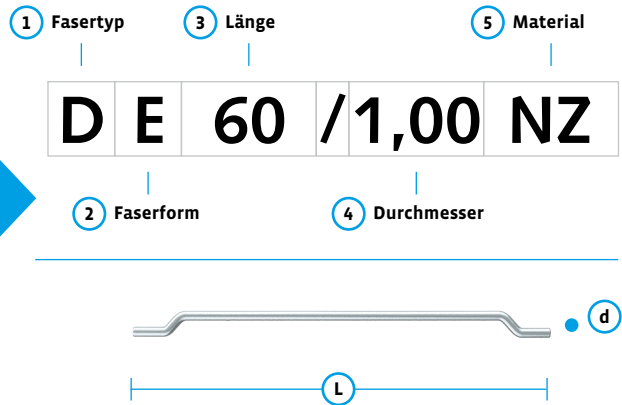 1 Fasertyp 3 Länge 5 Material
D E 60 /1,00 NZ
2 Faserform 4 Durchmesser
d
L